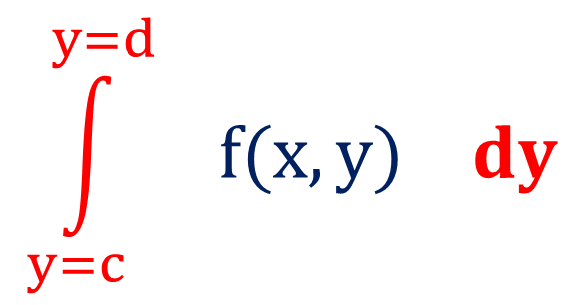 y=d
∫ f(x,y) dy
y=c